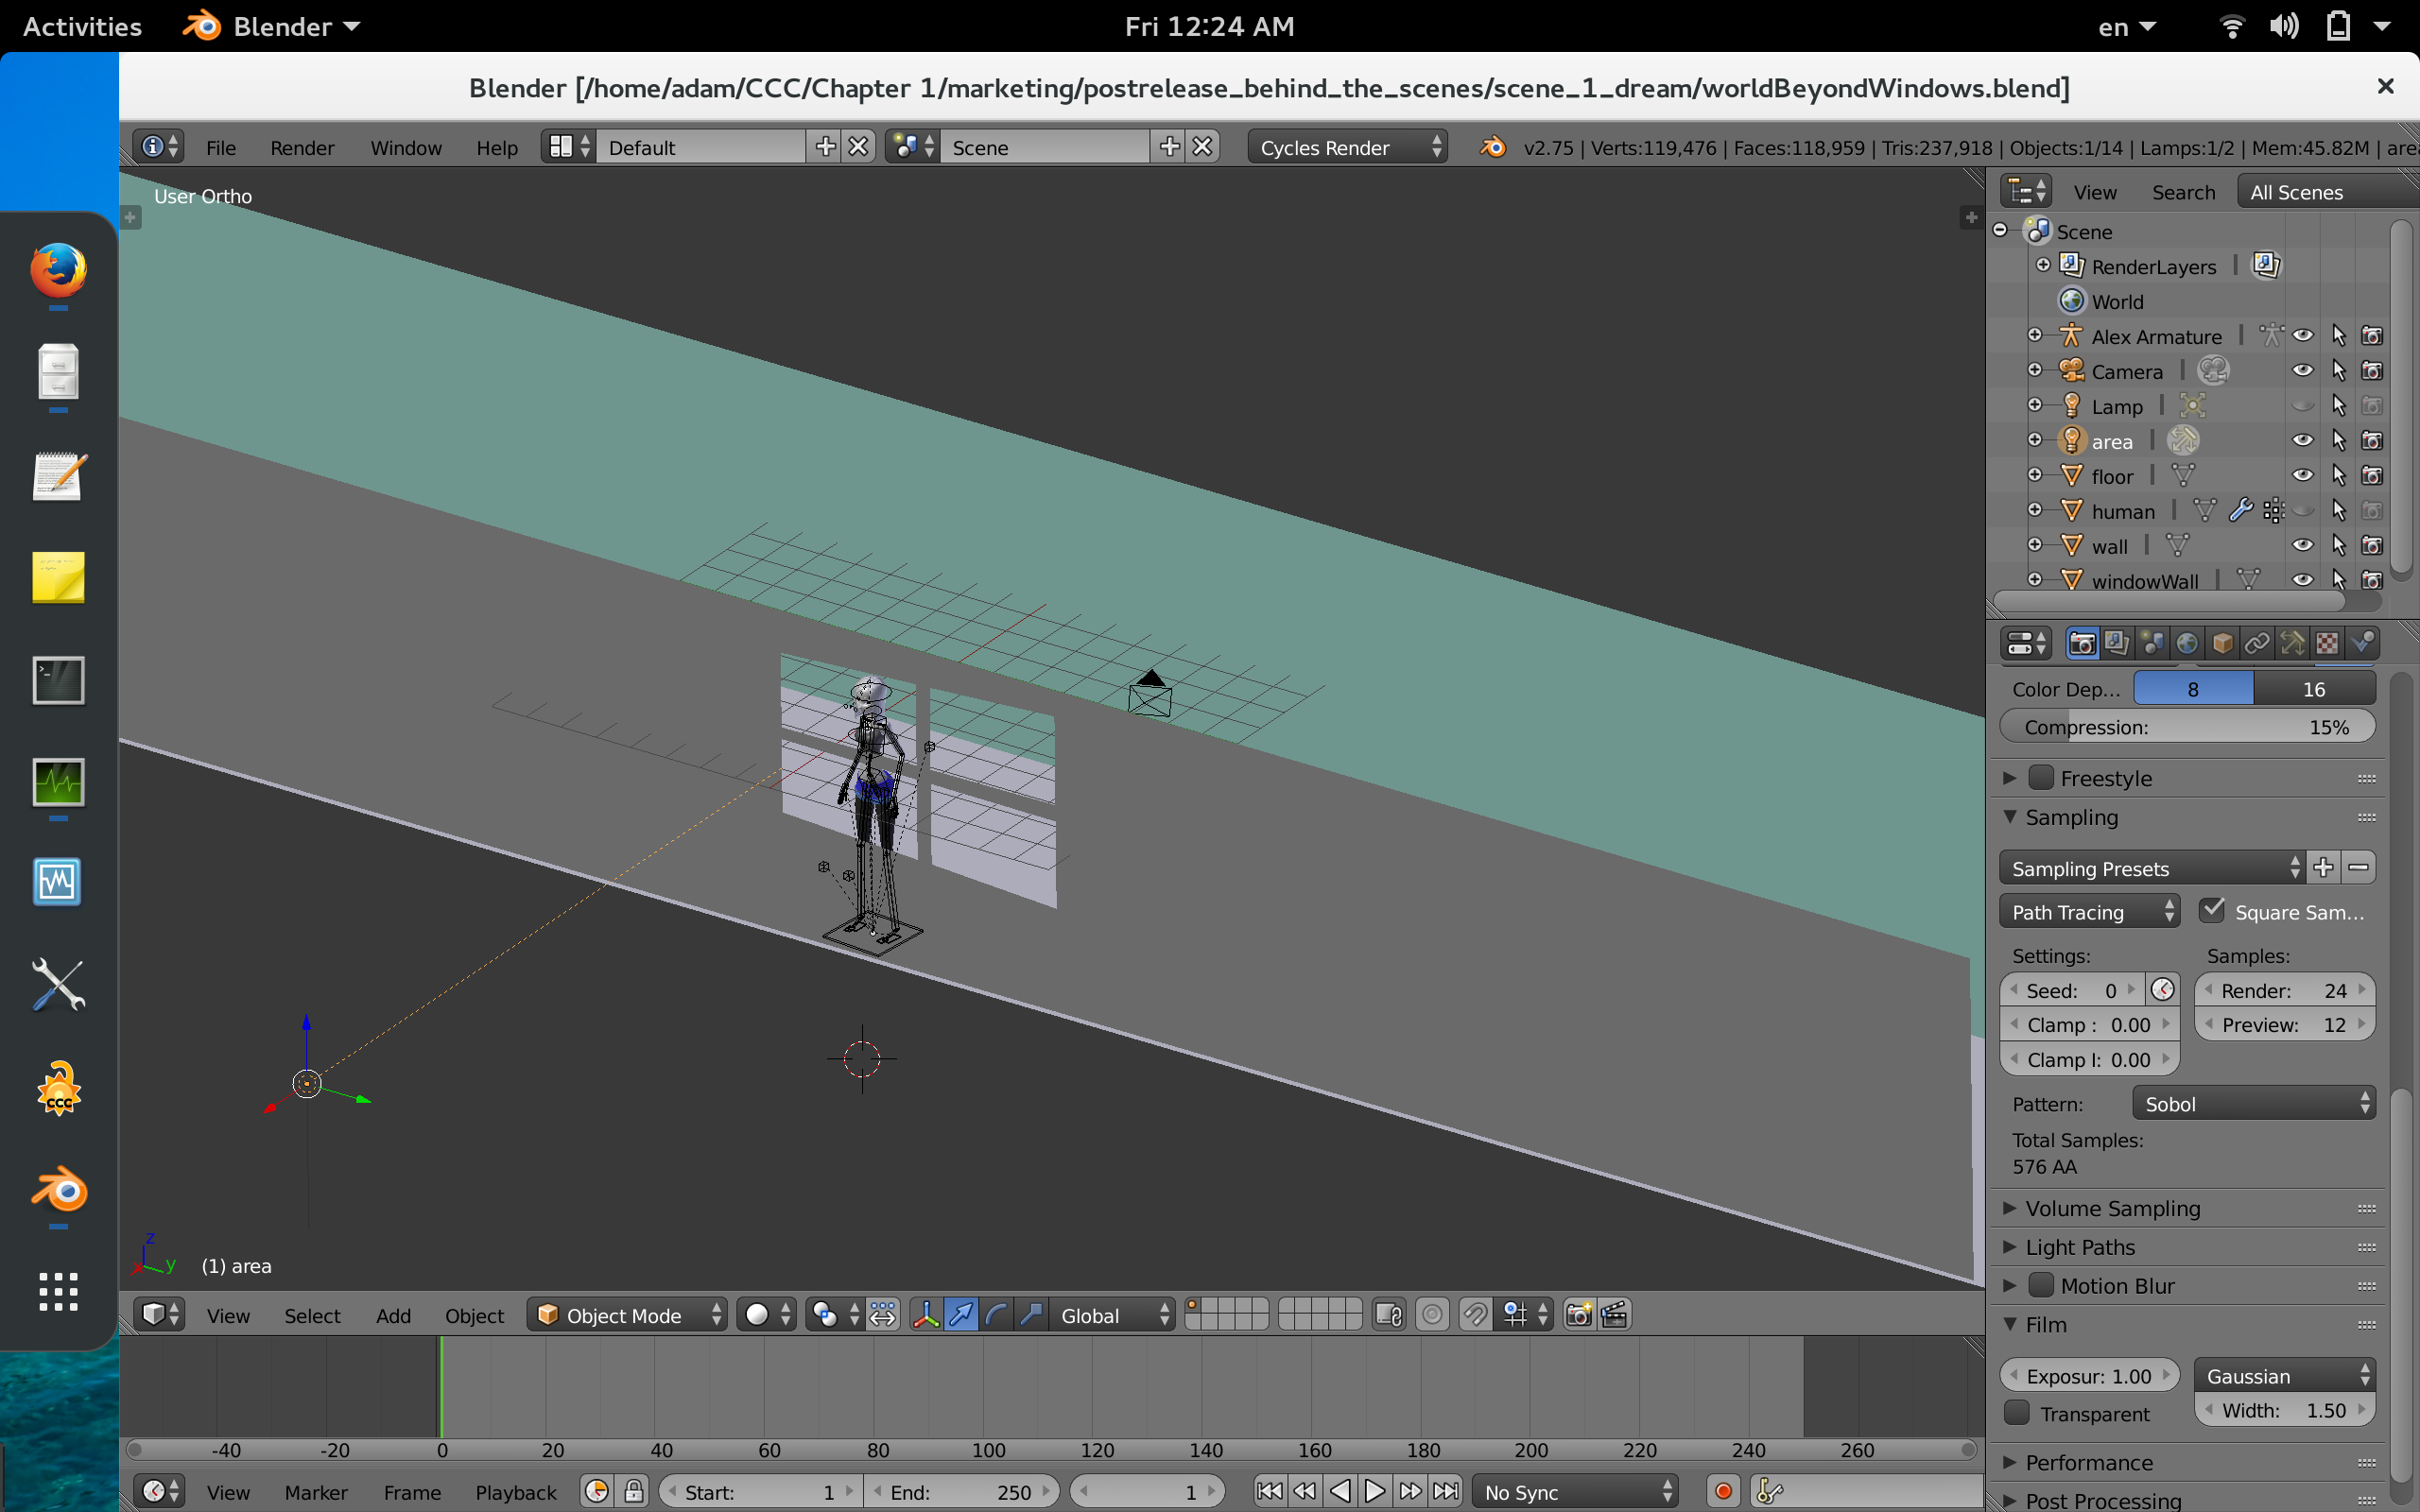 Activities Blender Fri 12:24 AM en
Blender [/home/adam/CCC/Chapter 1/marketing/postrelease_behind_the_scenes/scene_1_dream/worldBeyondWindows.blend]
File Render Window Help Default Scene Cycles Render v2.75 | Verts:119,476 | Faces:118,959 | Tris:237,918 | Objects:1/14 | Lamps:1/2 | Mem:45.82M | are
User Ortho
View Search All Scenes
Scene
RenderLayers
World
Alex Armature
Camera
Lamp
area
floor
human
wall
windowWall
Color Dep... 8 16
Compression: 15%
Freestyle
Sampling
Sampling Presets
Path Tracing Square Sam...
Settings: Samples:
Seed: 0 Render: 24
Clamp : 0.00 Preview: 12
Clamp I: 0.00
Pattern: Sobol
Total Samples:
576 AA
Volume Sampling
Light Paths
Motion Blur
Film
Exposur: 1.00 Gaussian
Transparent Width: 1.50
Performance
Post Processing
CCC
z
y
x
(1) area
View Select Add Object Object Mode Global
-40 -20 0 20 40 60 80 100 120 140 160 180 200 220 240 260
View Marker Frame Playback Start: 1 End: 250 1 No Sync